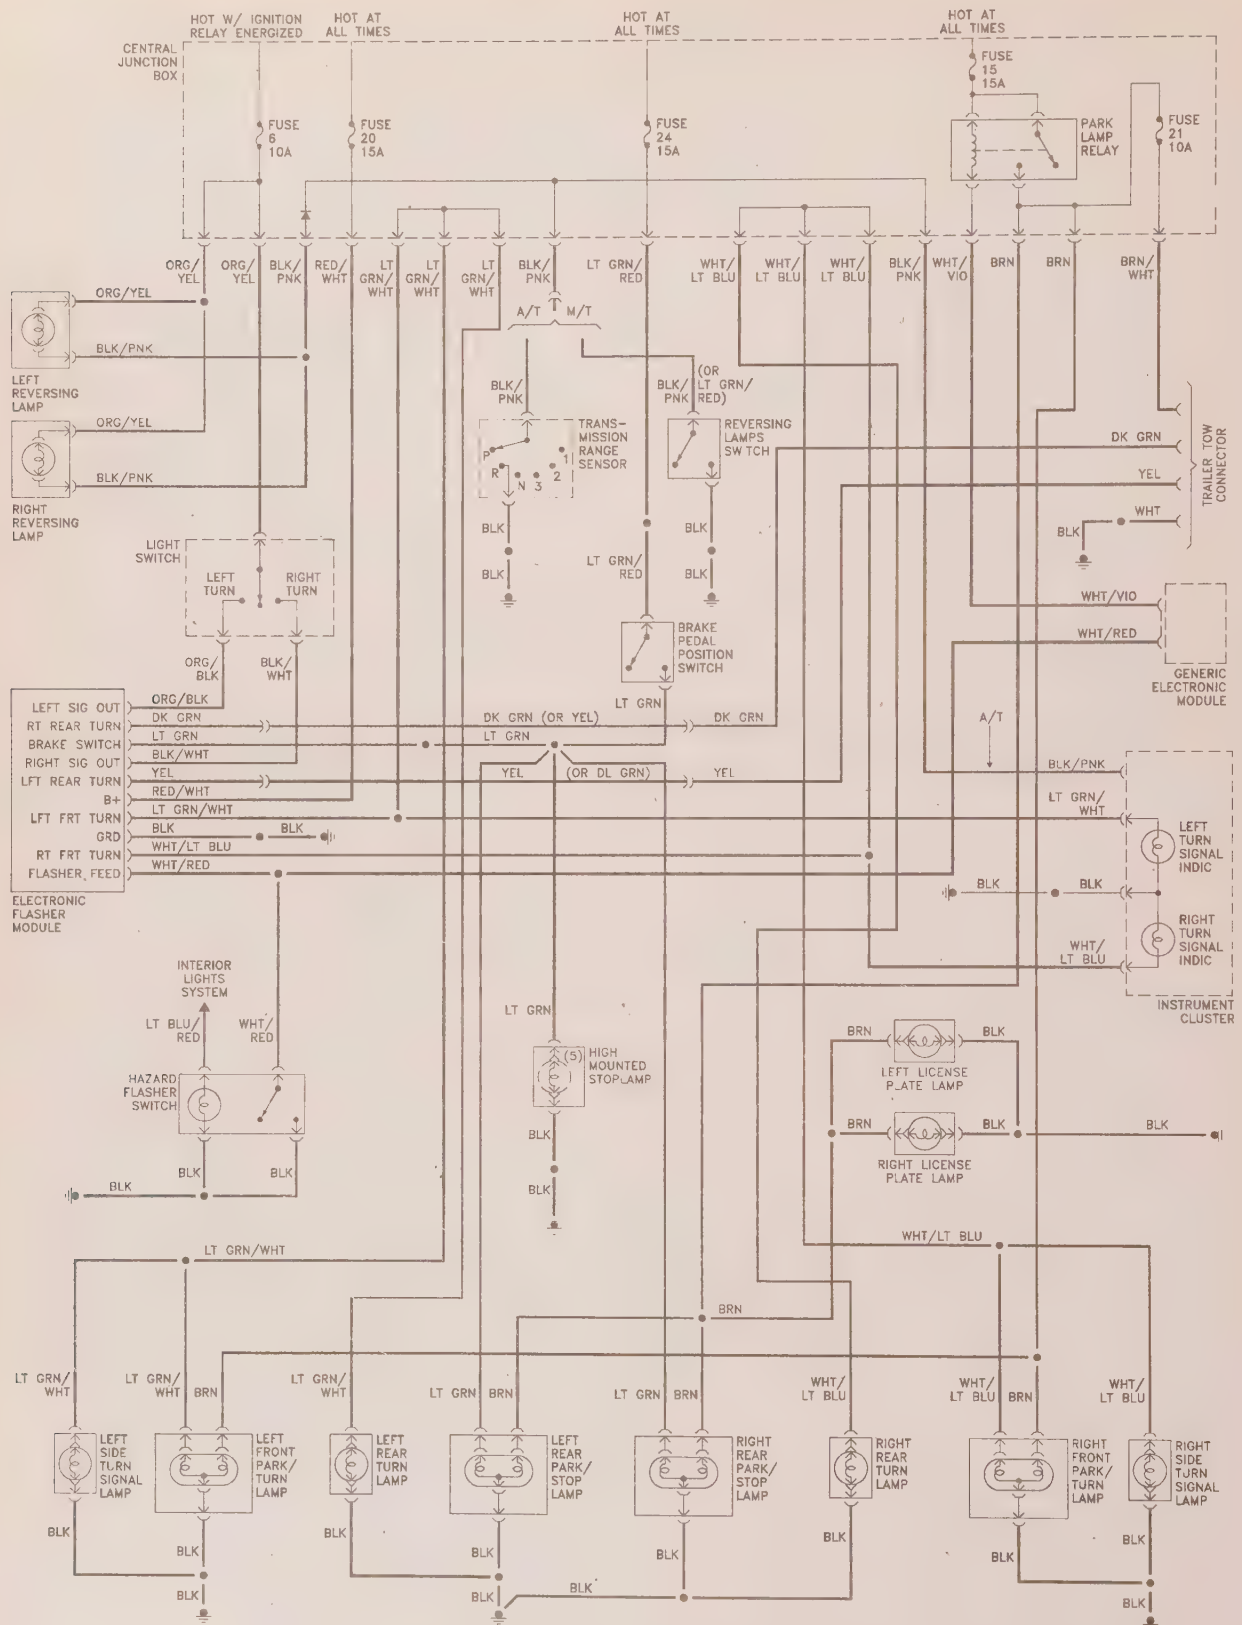 HOT W/ IGNITION
RELAY ENERGIZED
HOT AT
ALL TIMES
HOT AT
ALL TIMES
HOT AT
ALL TIMES
CENTRAL
JUNCTION
BOX
FUSE
6
10A
FUSE
20
15A
FUSE
24
15A
FUSE
15
15A
PARK
LAMP
RELAY
FUSE
21
10A
ORG/
YEL
ORG/
YEL
BLK/
PNK
RED/
WHT
LT
GRN/
WHT
LT
GRN/
WHT
LT
GRN/
WHT
BLK/
PNK
LT GRN/
RED
WHT/
LT BLU
WHT/
LT BLU
WHT/
LT BLU
BLK/
PNK
WHT/
VIO
BRN
BRN
BRN/
WHT
ORG/YEL
BLK/PNK
LEFT
REVERSING
LAMP
ORG/YEL
BLK/PNK
RIGHT
REVERSING
LAMP
A/T
M/T
BLK/
PNK
BLK/
PNK
(OR
LT GRN/
RED)
TRANS-
MISSION
RANGE
SENSOR
P
R
N
3
2
1
REVERSING
LAMPS
SWTCH
BLK
BLK
BLK
BLK
LT GRN/
RED
DK GRN
YEL
WHT
BLK
TRAILER TOW
CONNECTOR
LIGHT
SWITCH
LEFT
TURN
RIGHT
TURN
ORG/
BLK
BLK/
WHT
BRAKE
PEDAL
POSITION
SWITCH
LT GRN
WHT/VIO
WHT/RED
GENERIC
ELECTRONIC
MODULE
LEFT SIG OUT
ORG/BLK
RT REAR TURN
DK GRN
DK GRN (OR YEL)
DK GRN
BRAKE SWITCH
LT GRN
LT GRN
RIGHT SIG OUT
BLK/WHT
LFT REAR TURN
YEL
YEL
(OR DL GRN)
YEL
B+
RED/WHT
LFT FRT TURN
LT GRN/WHT
GRD
BLK
BLK
RT FRT TURN
WHT/LT BLU
FLASHER FEED
WHT/RED
ELECTRONIC
FLASHER
MODULE
A/T
BLK/PNK
LT GRN/
WHT
LEFT
TURN
SIGNAL
INDIC
BLK
BLK
RIGHT
TURN
SIGNAL
INDIC
WHT/
LT BLU
INSTRUMENT
CLUSTER
INTERIOR
LIGHTS
SYSTEM
LT BLU/
RED
WHT/
RED
HAZARD
FLASHER
SWITCH
BLK
BLK
BLK
LT GRN
(5)
HIGH
MOUNTED
STOPLAMP
BLK
BLK
BRN
BLK
LEFT LICENSE
PLATE LAMP
BRN
BLK
BLK
RIGHT LICENSE
PLATE LAMP
LT GRN/WHT
WHT/LT BLU
BRN
LT GRN/
WHT
LT GRN/
WHT
BRN
LT GRN/
WHT
LT GRN
BRN
LT GRN
BRN
WHT/
LT BLU
WHT/
LT BLU
BRN
WHT/
LT BLU
LEFT
SIDE
TURN
SIGNAL
LAMP
LEFT
FRONT
PARK/
TURN
LAMP
LEFT
REAR
TURN
LAMP
LEFT
REAR
PARK/
STOP
LAMP
RIGHT
REAR
PARK/
STOP
LAMP
RIGHT
REAR
TURN
LAMP
RIGHT
FRONT
PARK/
TURN
LAMP
RIGHT
SIDE
TURN
SIGNAL
LAMP
BLK
BLK
BLK
BLK
BLK
BLK
BLK
BLK
BLK
BLK
BLK
BLK